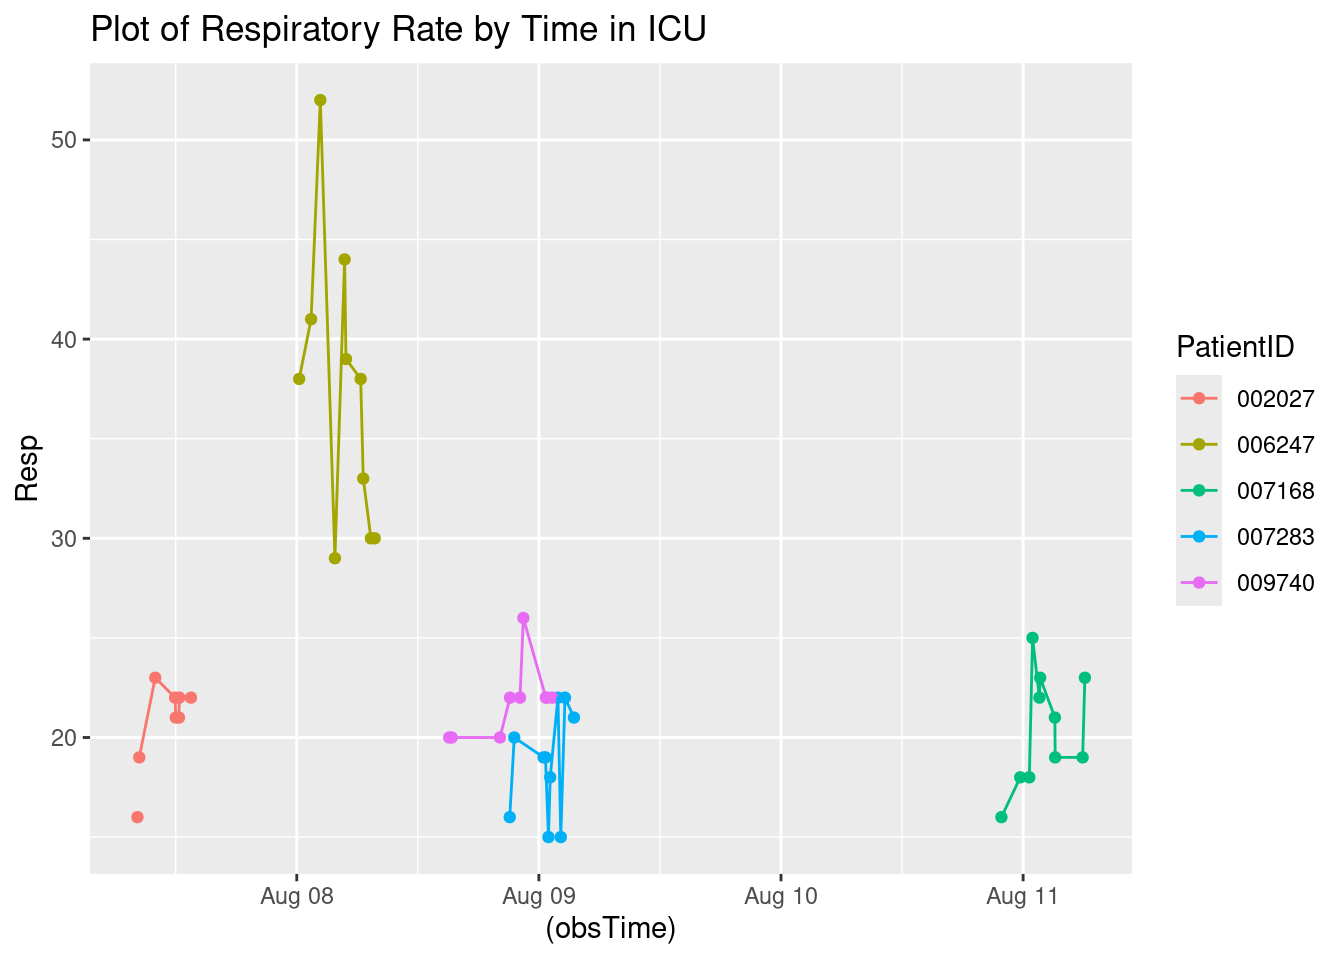 Plot of Respiratory Rate by Time in ICU
50
40
30
20
Resp
Aug 08
Aug 09
Aug 10
Aug 11
(obsTime)
PatientID
002027
006247
007168
007283
009740